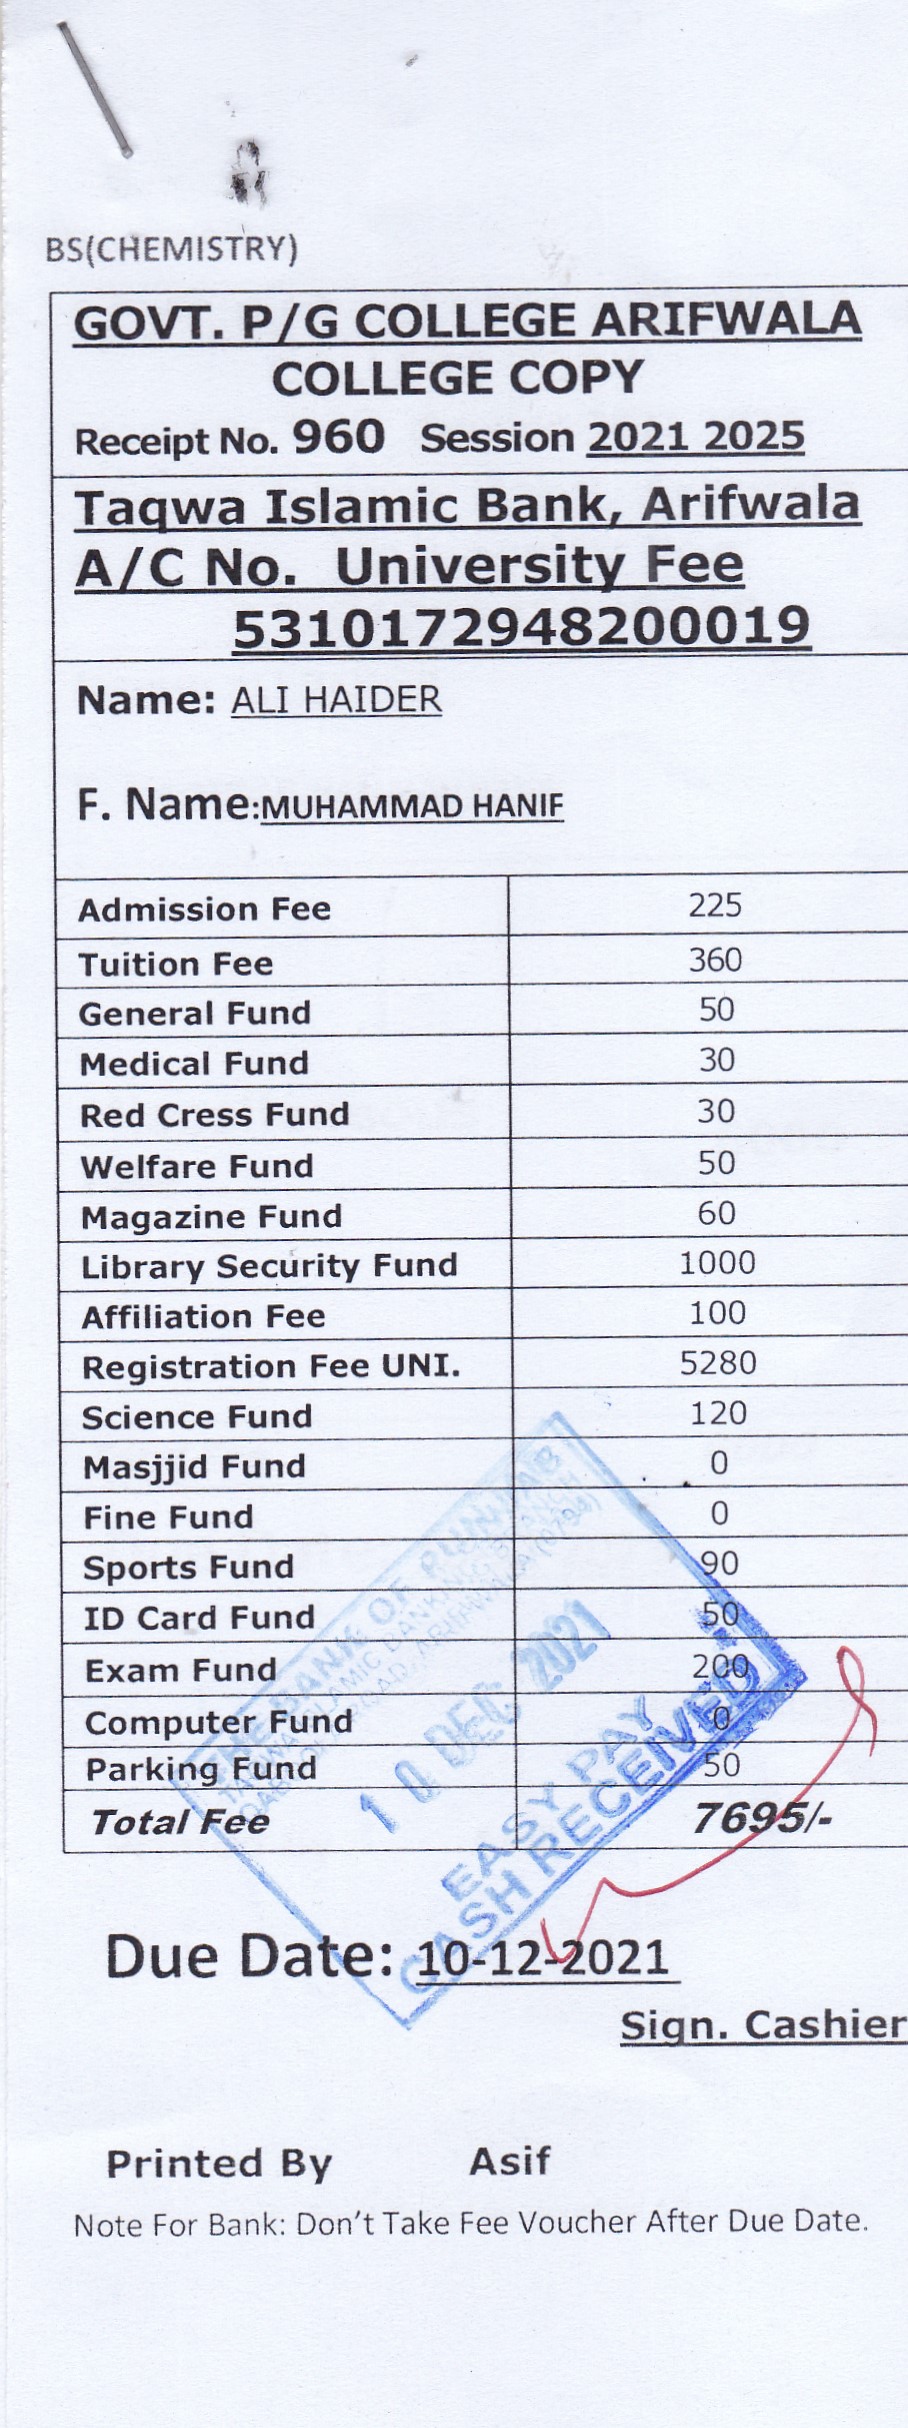 BS(CHEMISTRY)
GOVT. P/G COLLEGE ARIFWALA
COLLEGE COPY
Receipt No. 960 Session 2021 2025
Taqwa Islamic Bank, Arifwala
A/C No. University Fee
5310172948200019
Name: ALI HAIDER
F. Name:MUHAMMAD HANIF
Admission Fee 225
Tuition Fee 360
General Fund 50
Medical Fund 30
Red Cress Fund 30
Welfare Fund 50
Magazine Fund 60
Library Security Fund 1000
Affiliation Fee 100
Registration Fee UNI. 5280
Science Fund 120
Masjjid Fund 0
Fine Fund 0
Sports Fund 90
ID Card Fund 50
Exam Fund 200
Computer Fund 0
Parking Fund 50
Total Fee 7695/-
THE BANK OF PUNJAB
TAQWA ISLAMIC BANKING BRANCH
ROAD, ARIFWALA (0794)
10 DEC 2021
EASY PAY
CASH RECEIVED
Due Date: 10-12-2021
Sign. Cashier
Printed By Asif
Note For Bank: Don't Take Fee Voucher After Due Date.